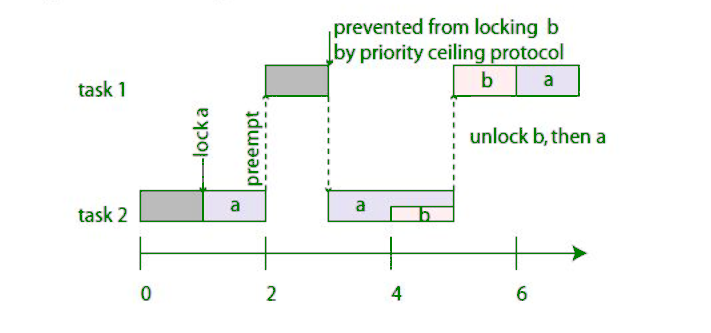 prevented from locking b
by priority ceiling protocol
task 1
b
a
lock a
preempt
unlock b, then a
task 2
a
a
b
0
2
4
6